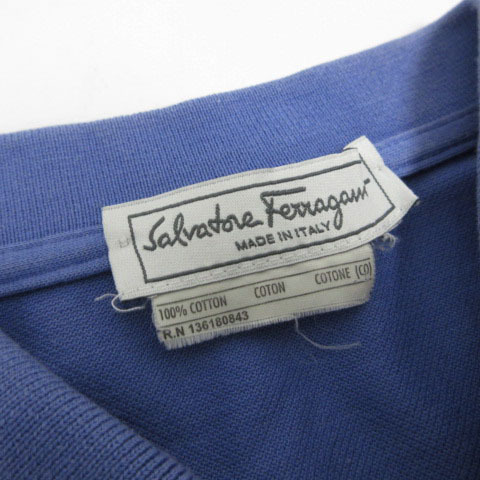 Salvatore Ferragamo
MADE IN ITALY
100% COTTON COTON COTONE (CO)
R.N 136180843